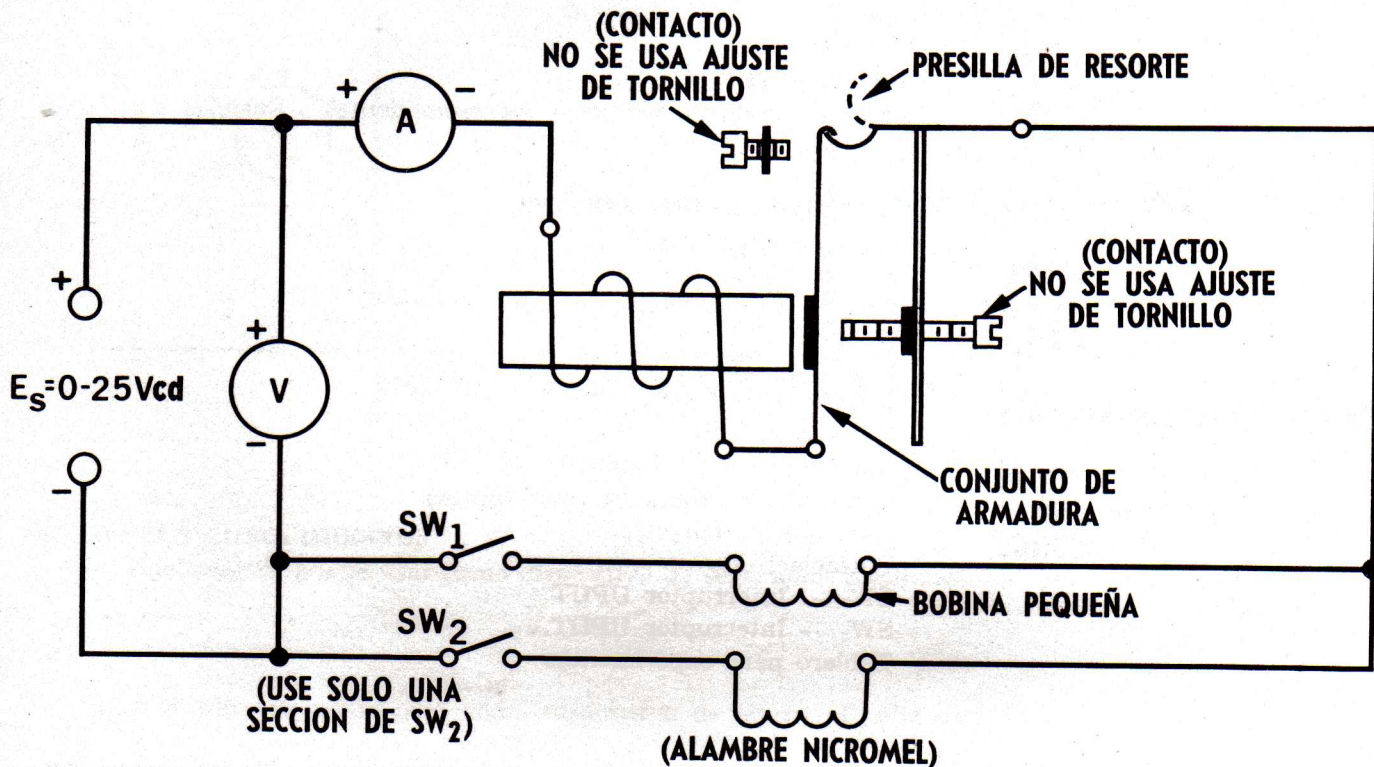 (CONTACTO)
NO SE USA AJUSTE
DE TORNILLO
PRESILLA DE RESORTE
+
-
A
(CONTACTO)
NO SE USA AJUSTE
DE TORNILLO
+
+
V
E_S=0-25Vcd
-
-
CONJUNTO DE
ARMADURA
SW1
BOBINA PEQUEÑA
SW2
(USE SOLO UNA
SECCION DE SW2)
(ALAMBRE NICROMEL)